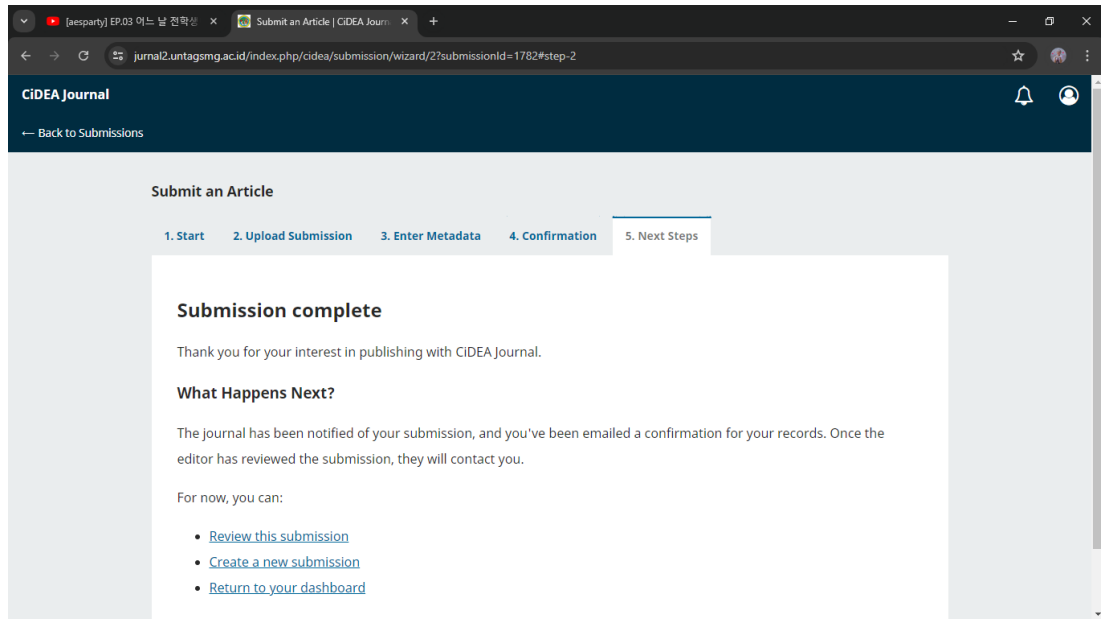 [aesparty] EP.03 어느 날 전학생
Submit an Article | CiDEA Journ
jurnal2.untagsmg.ac.id/index.php/cidea/submission/wizard/2?submissionId=1782#step-2
CiDEA Journal
← Back to Submissions
Submit an Article
1. Start 2. Upload Submission 3. Enter Metadata 4. Confirmation 5. Next Steps
Submission complete
Thank you for your interest in publishing with CiDEA Journal.
What Happens Next?
The journal has been notified of your submission, and you've been emailed a confirmation for your records. Once the
editor has reviewed the submission, they will contact you.
For now, you can:
• Review this submission
• Create a new submission
• Return to your dashboard